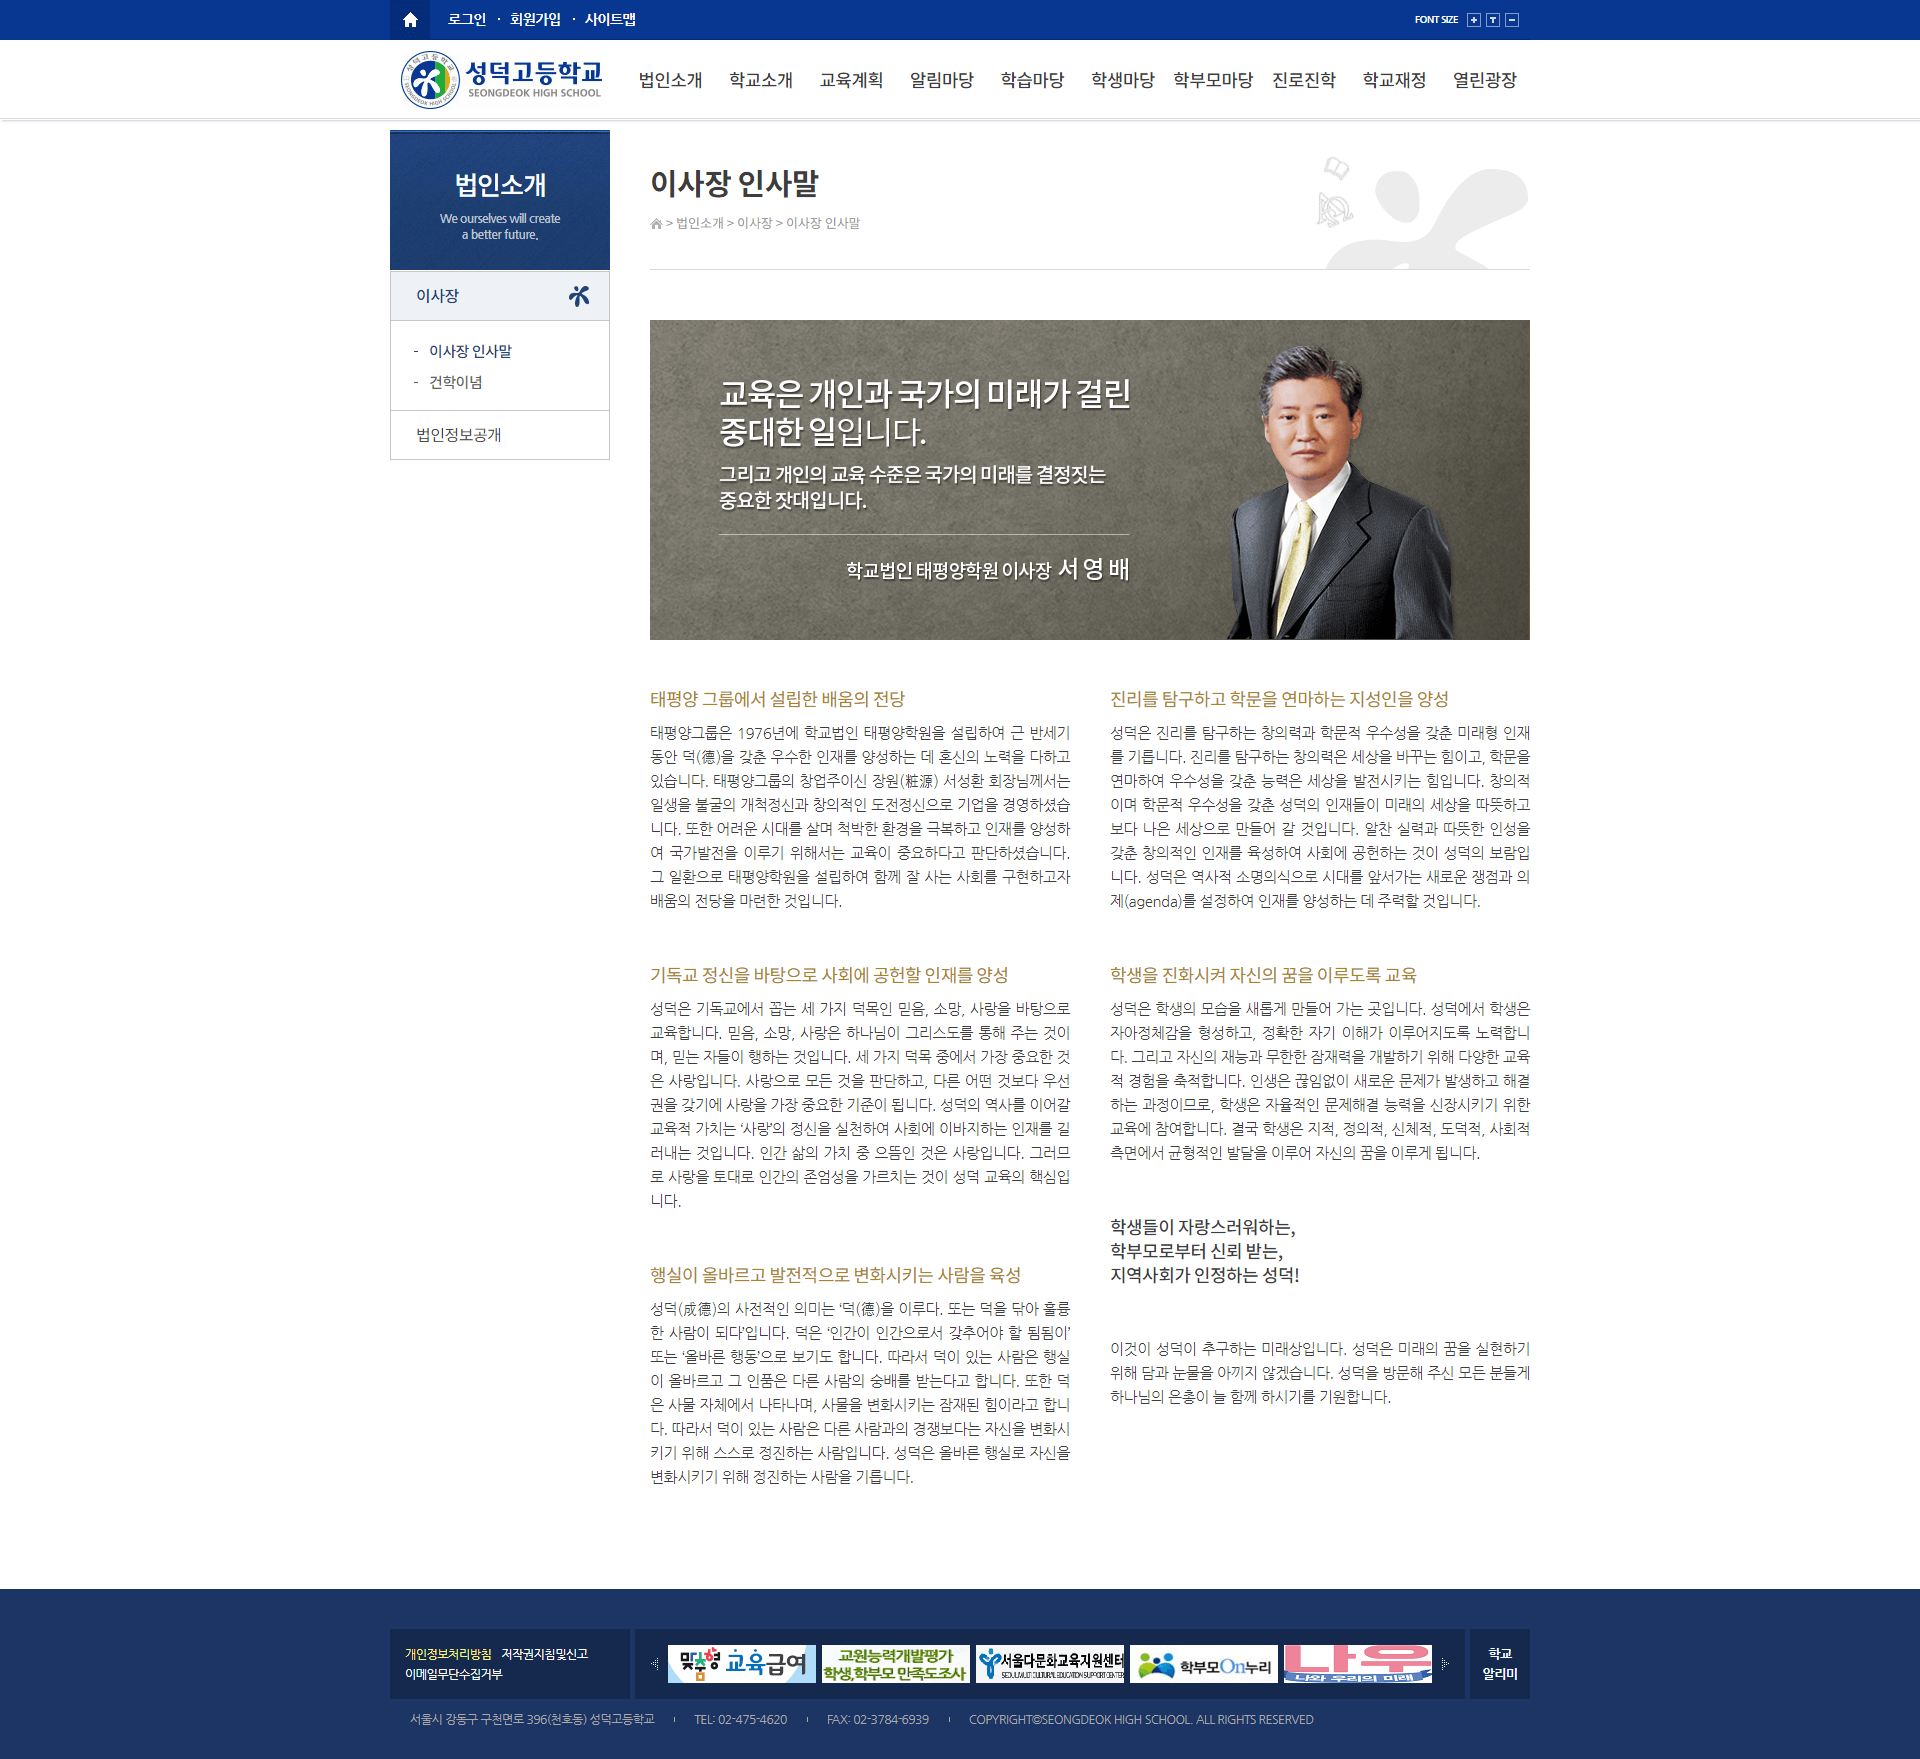 로그인 · 회원가입 · 사이트맵
FONT SIZE
성덕고등학교
SEONGDEOK HIGH SCHOOL
법인소개 학교소개 교육계획 알림마당 학습마당 학생마당 학부모마당 진로진학 학교재정 열린광장
법인소개
We ourselves will create
a better future.
이사장
- 이사장 인사말
- 건학이념
법인정보공개
이사장 인사말
> 법인소개 > 이사장 > 이사장 인사말
교육은 개인과 국가의 미래가 걸린
중대한 일입니다.
그리고 개인의 교육 수준은 국가의 미래를 결정짓는
중요한 잣대입니다.
학교법인 태평양학원 이사장 서영배
태평양 그룹에서 설립한 배움의 전당
태평양그룹은 1976년에 학교법인 태평양학원을 설립하여 근 반세기
동안 덕(德)을 갖춘 우수한 인재를 양성하는 데 혼신의 노력을 다하고
있습니다. 태평양그룹의 창업주이신 장원(粧源) 서성환 회장님께서는
일생을 불굴의 개척정신과 창의적인 도전정신으로 기업을 경영하셨습
니다. 또한 어려운 시대를 살며 척박한 환경을 극복하고 인재를 양성하
여 국가발전을 이루기 위해서는 교육이 중요하다고 판단하셨습니다.
그 일환으로 태평양학원을 설립하여 함께 잘 사는 사회를 구현하고자
배움의 전당을 마련한 것입니다.
기독교 정신을 바탕으로 사회에 공헌할 인재를 양성
성덕은 기독교에서 꼽는 세 가지 덕목인 믿음, 소망, 사랑을 바탕으로
교육합니다. 믿음, 소망, 사랑은 하나님이 그리스도를 통해 주는 것이
며, 믿는 자들이 행하는 것입니다. 세 가지 덕목 중에서 가장 중요한 것
은 사랑입니다. 사랑으로 모든 것을 판단하고, 다른 어떤 것보다 우선
권을 갖기에 사랑을 가장 중요한 기준이 됩니다. 성덕의 역사를 이어갈
교육적 가치는 ‘사랑’의 정신을 실천하여 사회에 이바지하는 인재를 길
러내는 것입니다. 인간 삶의 가치 중 으뜸인 것은 사랑입니다. 그러므
로 사랑을 토대로 인간의 존엄성을 가르치는 것이 성덕 교육의 핵심입
니다.
행실이 올바르고 발전적으로 변화시키는 사람을 육성
성덕(成德)의 사전적인 의미는 ‘덕(德)을 이루다. 또는 덕을 닦아 훌륭
한 사람이 되다’입니다. 덕은 ‘인간이 인간으로서 갖추어야 할 됨됨이’
또는 ‘올바른 행동’으로 보기도 합니다. 따라서 덕이 있는 사람은 행실
이 올바르고 그 인품은 다른 사람의 숭배를 받는다고 합니다. 또한 덕
은 사물 자체에서 나타나며, 사물을 변화시키는 잠재된 힘이라고 합니
다. 따라서 덕이 있는 사람은 다른 사람과의 경쟁보다는 자신을 변화시
키기 위해 스스로 정진하는 사람입니다. 성덕은 올바른 행실로 자신을
변화시키기 위해 정진하는 사람을 기릅니다.
진리를 탐구하고 학문을 연마하는 지성인을 양성
성덕은 진리를 탐구하는 창의력과 학문적 우수성을 갖춘 미래형 인재
를 기릅니다. 진리를 탐구하는 창의력은 세상을 바꾸는 힘이고, 학문을
연마하여 우수성을 갖춘 능력은 세상을 발전시키는 힘입니다. 창의적
이며 학문적 우수성을 갖춘 성덕의 인재들이 미래의 세상을 따뜻하고
보다 나은 세상으로 만들어 갈 것입니다. 알찬 실력과 따뜻한 인성을
갖춘 창의적인 인재를 육성하여 사회에 공헌하는 것이 성덕의 보람입
니다. 성덕은 역사적 소명의식으로 시대를 앞서가는 새로운 쟁점과 의
제(agenda)를 설정하여 인재를 양성하는 데 주력할 것입니다.
학생을 진화시켜 자신의 꿈을 이루도록 교육
성덕은 학생의 모습을 새롭게 만들어 가는 곳입니다. 성덕에서 학생은
자아정체감을 형성하고, 정확한 자기 이해가 이루어지도록 노력합니
다. 그리고 자신의 재능과 무한한 잠재력을 개발하기 위해 다양한 교육
적 경험을 축적합니다. 인생은 끊임없이 새로운 문제가 발생하고 해결
하는 과정이므로, 학생은 자율적인 문제해결 능력을 신장시키기 위한
교육에 참여합니다. 결국 학생은 지적, 정의적, 신체적, 도덕적, 사회적
측면에서 균형적인 발달을 이루어 자신의 꿈을 이루게 됩니다.
학생들이 자랑스러워하는,
학부모로부터 신뢰 받는,
지역사회가 인정하는 성덕!
이것이 성덕이 추구하는 미래상입니다. 성덕은 미래의 꿈을 실현하기
위해 담과 눈물을 아끼지 않겠습니다. 성덕을 방문해 주신 모든 분들게
하나님의 은총이 늘 함께 하시기를 기원합니다.
개인정보처리방침 저작권지침및신고
이메일무단수집거부
맞춤형 교육급여
교원능력개발평가
학생,학부모 만족도조사
서울다문화교육지원센터
SEOUL MULTI CULTURAL EDUCATION SUPPORT CENTER
학부모On누리
나우
나와 우리의 미래
학교
알리미
서울시 강동구 구천면로 396(천호동) 성덕고등학교 TEL: 02-475-4620 FAX: 02-3784-6939 COPYRIGHT@SEONGDEOK HIGH SCHOOL. ALL RIGHTS RESERVED